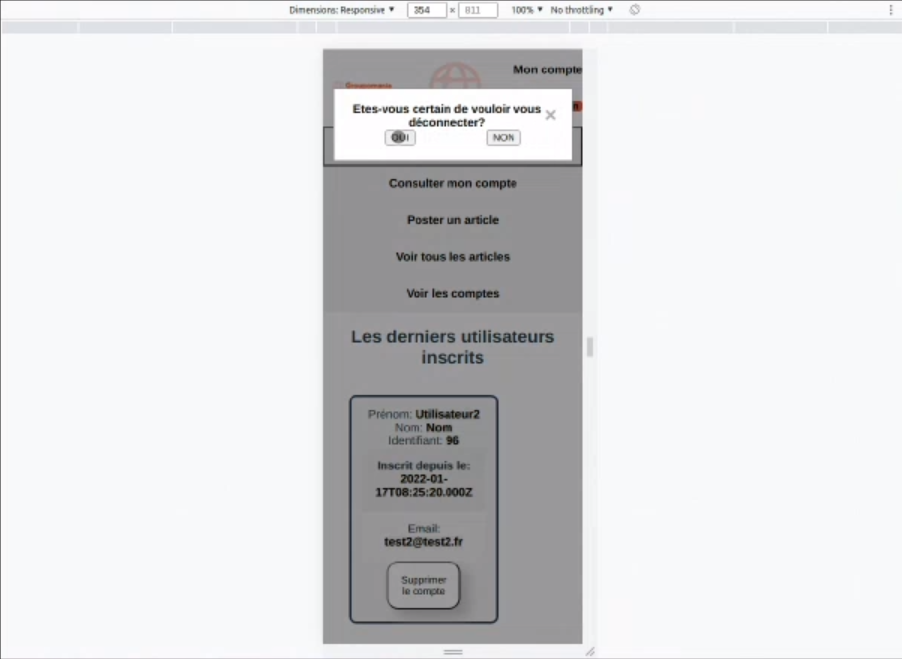 Dimensions: Responsive ▼ 354 × 811 100% ▼ No throttling ▼
Mon compte
Groupomania
Etes-vous certain de vouloir vous
déconnecter?
×
OUI NON
Consulter mon compte
Poster un article
Voir tous les articles
Voir les comptes
Les derniers utilisateurs
inscrits
Prénom: Utilisateur2
Nom: Nom
Identifiant: 96
Inscrit depuis le:
2022-01-
17T08:25:20.000Z
Email:
test2@test2.fr
Supprimer
le compte